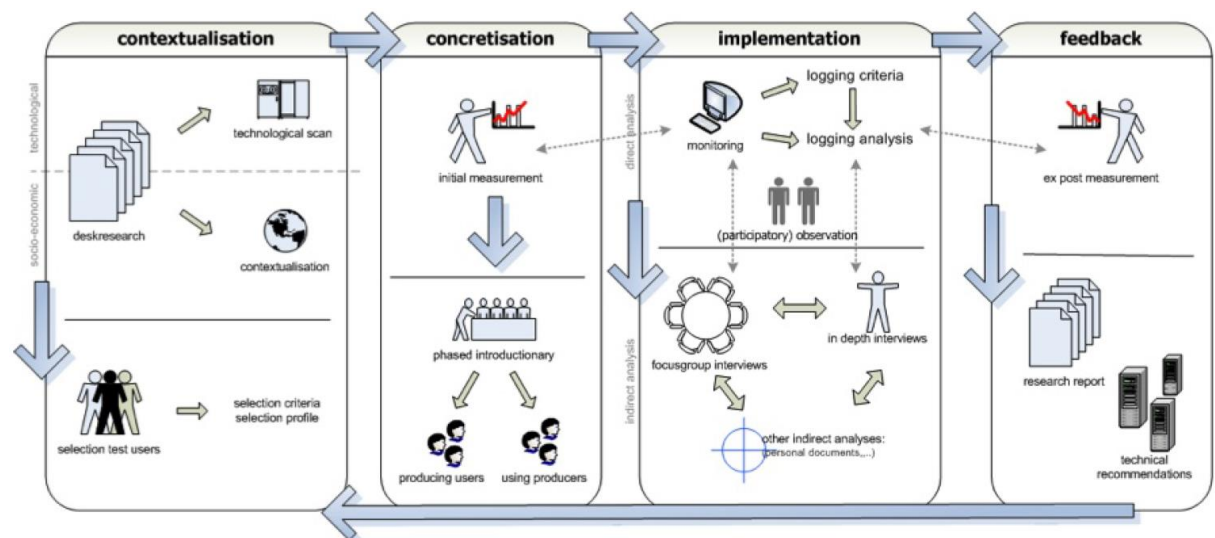 contextualisation
technological
socio-economic
technological scan
deskresearch
contextualisation
selection test users
selection criteria
selection profile
concretisation
initial measurement
phased introductionary
producing users
using producers
implementation
direct analysis
indirect analysis
monitoring
logging criteria
logging analysis
(participatory) observation
focusgroup interviews
in depth interviews
other indirect analyses:
(personal documents,,..)
feedback
ex post measurement
research report
technical
recommendations